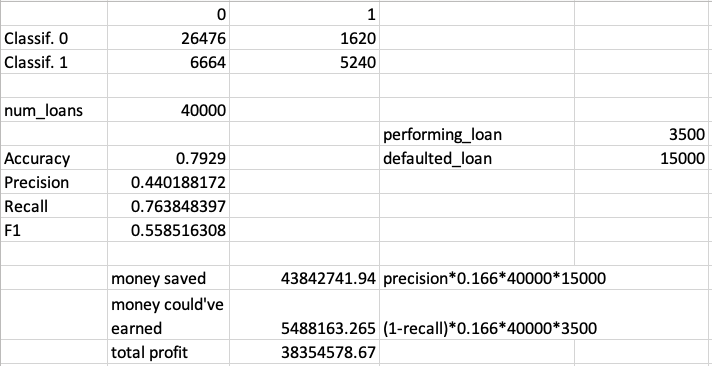 0 1
Classif. 0 26476 1620
Classif. 1 6664 5240
num_loans 40000
performing_loan 3500
Accuracy 0.7929 defaulted_loan 15000
Precision 0.440188172
Recall 0.763848397
F1 0.558516308
money saved 43842741.94 precision*0.166*40000*15000
money could've
earned 5488163.265 (1-recall)*0.166*40000*3500
total profit 38354578.67